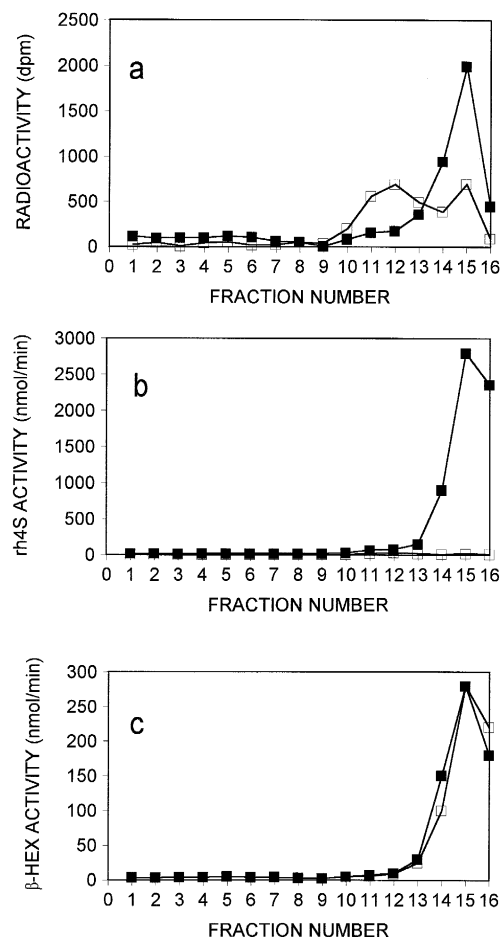 a
RADIOACTIVITY (dpm)
2500
2000
1500
1000
500
0
0 1 2 3 4 5 6 7 8 9 10 11 12 13 14 15 16
FRACTION NUMBER
b
rh4S ACTIVITY (nmol/min)
3000
2500
2000
1500
1000
500
0
0 1 2 3 4 5 6 7 8 9 10 11 12 13 14 15 16
FRACTION NUMBER
c
β-HEX ACTIVITY (nmol/min)
300
250
200
150
100
50
0
0 1 2 3 4 5 6 7 8 9 10 11 12 13 14 15 16
FRACTION NUMBER